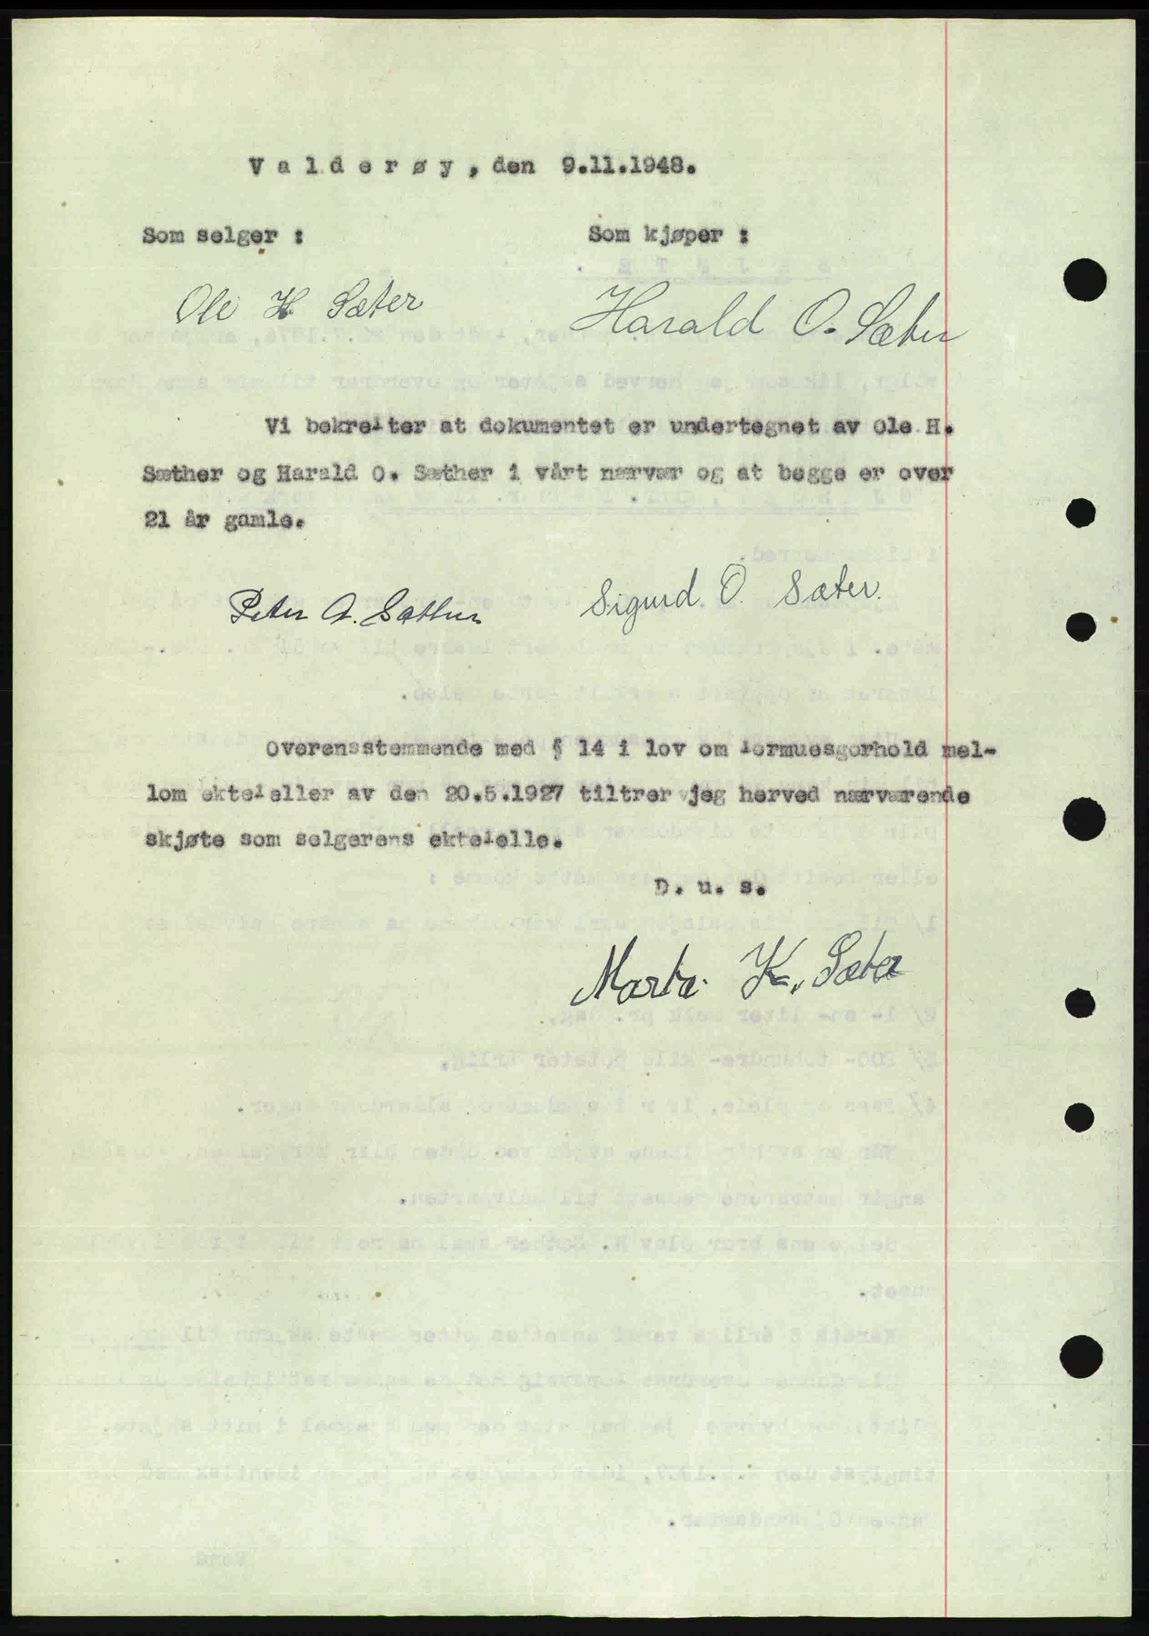 Valderøy, den 9.11.1948.
Som selger : Som kjøper :
Ole H Sæter Harald O. Sæter
Vi bekrefter at dokumentet er undertegnet av Ole H.
Sæther og Harald O. Sæther i vårt nærvær og at begge er over
21 år gamle.
Peter A. Sæther Sigurd O. Sæter.
Overensstemmende med § 14 i lov om formuesgorhold mel-
lom ektefeller av den 20.5.1927 tiltrer jeg herved nærværende
skjøte som selgerens ektefelle.
D. u. s.
Marta K. Sæter